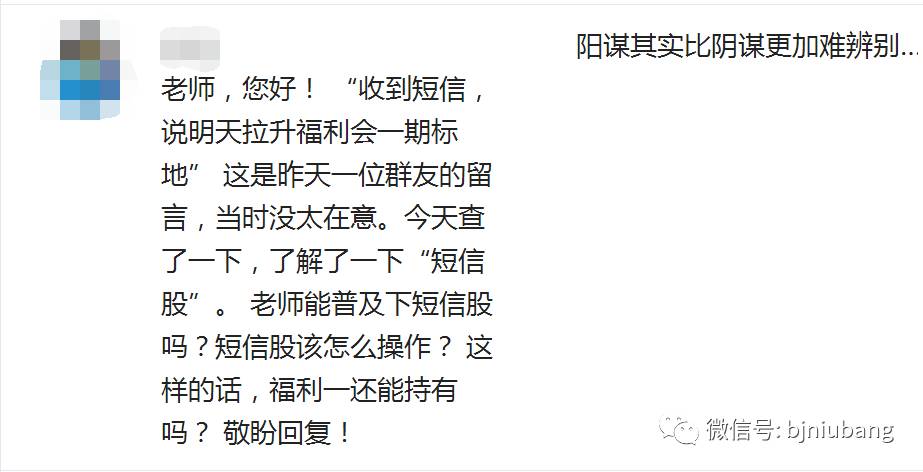 阳谋其实比阴谋更加难辨别...
老师，您好！ “收到短信，
说明天拉升福利会一期标
地” 这是昨天一位群友的留
言，当时没太在意。今天查
了一下，了解了一下“短信
股”。 老师能普及下短信股
吗？短信股该怎么操作？ 这
样的话，福利一还能持有
吗？ 敬盼回复！
微信号: bjniubang